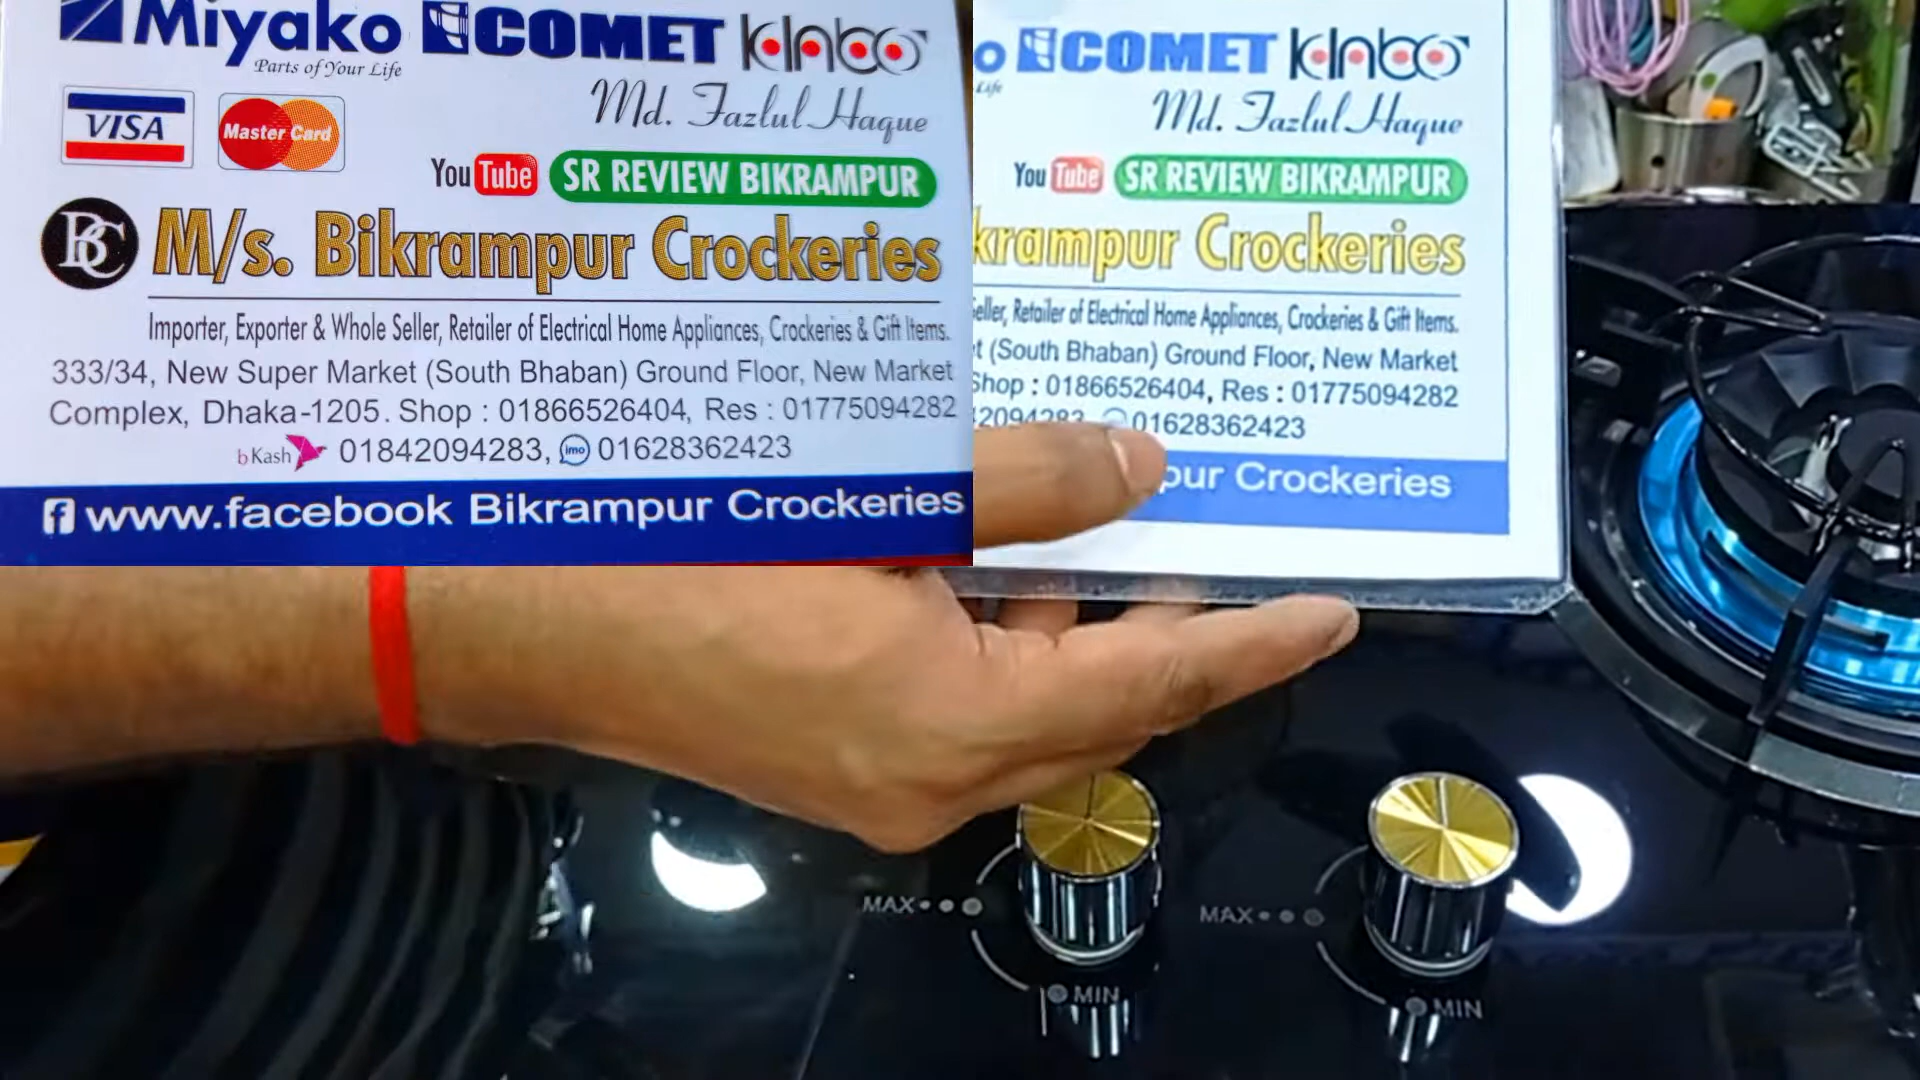 Miyako COMET kinbo
Parts of Your Life
Md. Fazlul Haque
VISA MasterCard
YouTube SR REVIEW BIKRAMPUR
BC M/s. Bikrampur Crockeries
Importer, Exporter & Whole Seller, Retailer of Electrical Home Appliances, Crockeries & Gift Items.
333/34, New Super Market (South Bhaban) Ground Floor, New Market
Complex, Dhaka-1205. Shop : 01866526404, Res : 01775094282
bKash 01842094283, imo 01628362423
www.facebook Bikrampur Crockeries
o COMET kinbo
Life
Md. Fazlul Haque
YouTube SR REVIEW BIKRAMPUR
krampur Crockeries
eller, Retailer of Electrical Home Appliances, Crockeries & Gift Items.
t (South Bhaban) Ground Floor, New Market
Shop : 01866526404, Res : 01775094282
2094283 01628362423
pur Crockeries
MAX MAX
MIN MIN